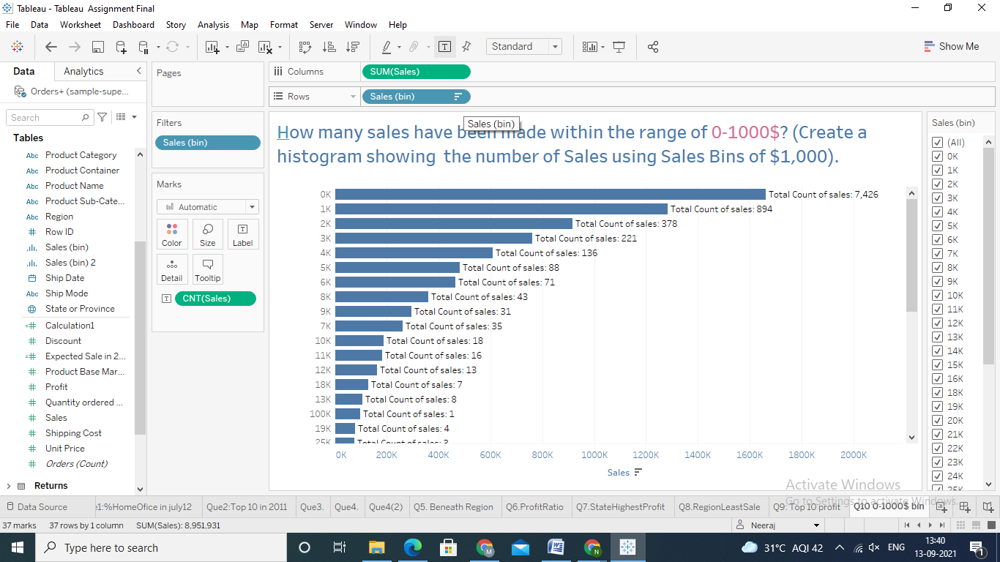 Tableau - Tableau Assignment Final
File Data Worksheet Dashboard Story Analysis Map Format Server Window Help
Standard
Show Me
Data Analytics
Orders+ (sample-supe...
Search
Tables
Abc Product Category
Abc Product Container
Abc Product Name
Abc Product Sub-Cate...
Abc Region
# Row ID
Sales (bin)
Sales (bin) 2
Ship Date
Abc Ship Mode
State or Province
=# Calculation1
# Discount
=# Expected Sale in 2...
# Product Base Mar...
# Profit
# Quantity ordered ...
# Sales
# Shipping Cost
# Unit Price
# Orders (Count)
Returns
Pages
Filters
Sales (bin)
Marks
Automatic
Color Size Label
Detail Tooltip
CNT(Sales)
Columns SUM(Sales)
Rows Sales (bin)
Sales (bin)
How many sales have been made within the range of 0-1000$? (Create a
histogram showing the number of Sales using Sales Bins of $1,000).
0K Total Count of sales: 7,426
1K Total Count of sales: 894
2K Total Count of sales: 378
3K Total Count of sales: 221
4K Total Count of sales: 136
5K Total Count of sales: 88
6K Total Count of sales: 71
8K Total Count of sales: 43
9K Total Count of sales: 31
7K Total Count of sales: 35
10K Total Count of sales: 18
11K Total Count of sales: 16
12K Total Count of sales: 13
18K Total Count of sales: 7
13K Total Count of sales: 8
100K Total Count of sales: 1
19K Total Count of sales: 4
25K Total Count of sales:
0K 200K 400K 600K 800K 1000K 1200K 1400K 1600K 1800K 2000K
Sales
Sales (bin)
(All)
0K
1K
2K
3K
4K
5K
6K
7K
8K
9K
10K
11K
12K
13K
14K
15K
16K
18K
19K
20K
21K
22K
23K
24K
25K
Activate Windows
Go to Settings to activate Windows.
Data Source
1:%HomeOfice in july12
Que2:Top 10 in 2011
Que3.
Que4.
Que4(2)
Q5. Beneath Region
Q6.ProfitRatio
Q7.StateHighestProfit
Q8.RegionLeastSale
Q9: Top 10 profit
Q10 0-1000$ bin
37 marks 37 rows by 1 column SUM(Sales): 8,951,931
Neeraj
Type here to search
31°C AQI 42
ENG
13:40
13-09-2021
1